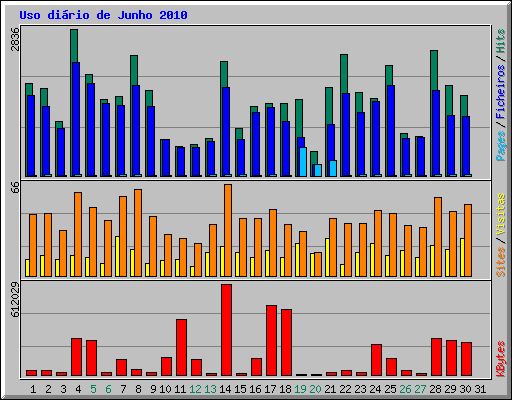 Uso diário de Junho 2010
2836
Pages / Ficheiros / Hits
66
Sites / Visitas
612029
KBytes
1 2 3 4 5 6 7 8 9 10 11 12 13 14 15 16 17 18 19 20 21 22 23 24 25 26 27 28 29 30 31